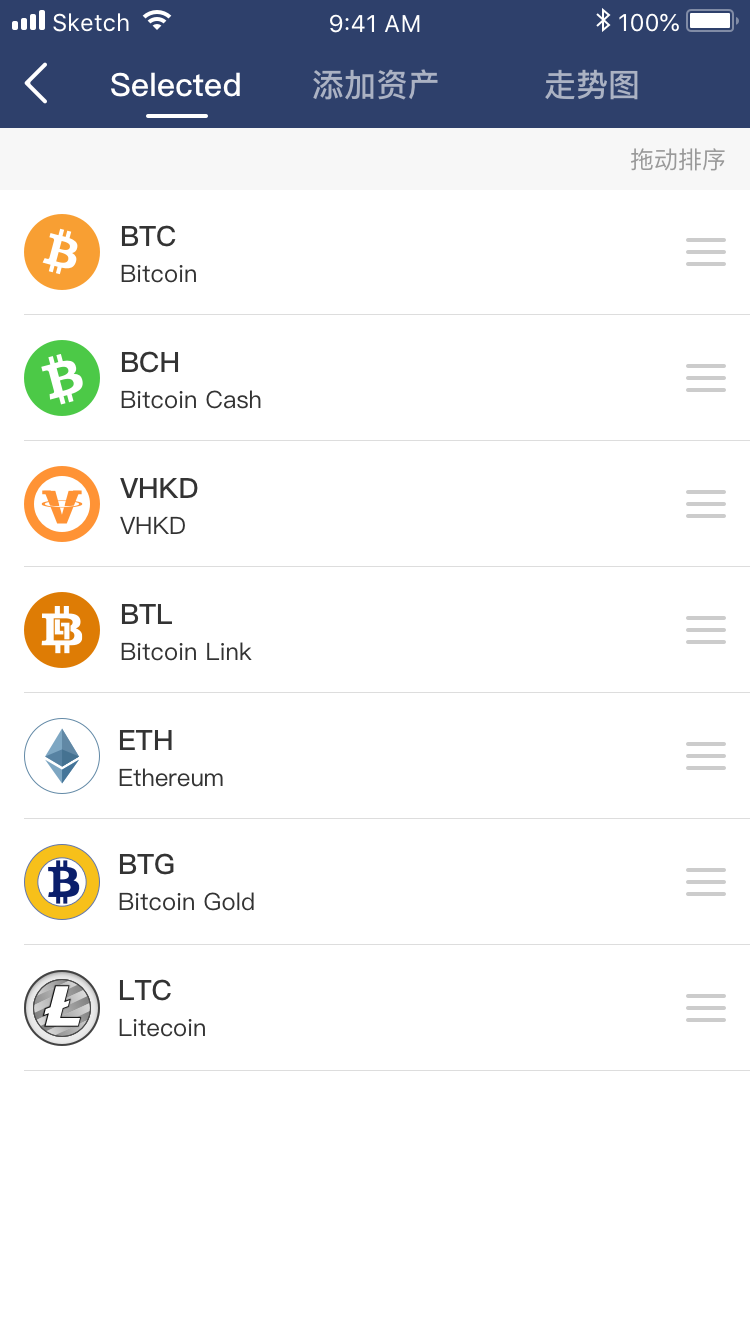 Sketch 9:41 AM 100%
Selected 添加资产 走势图
拖动排序
BTC
Bitcoin
BCH
Bitcoin Cash
VHKD
VHKD
BTL
Bitcoin Link
ETH
Ethereum
BTG
Bitcoin Gold
LTC
Litecoin